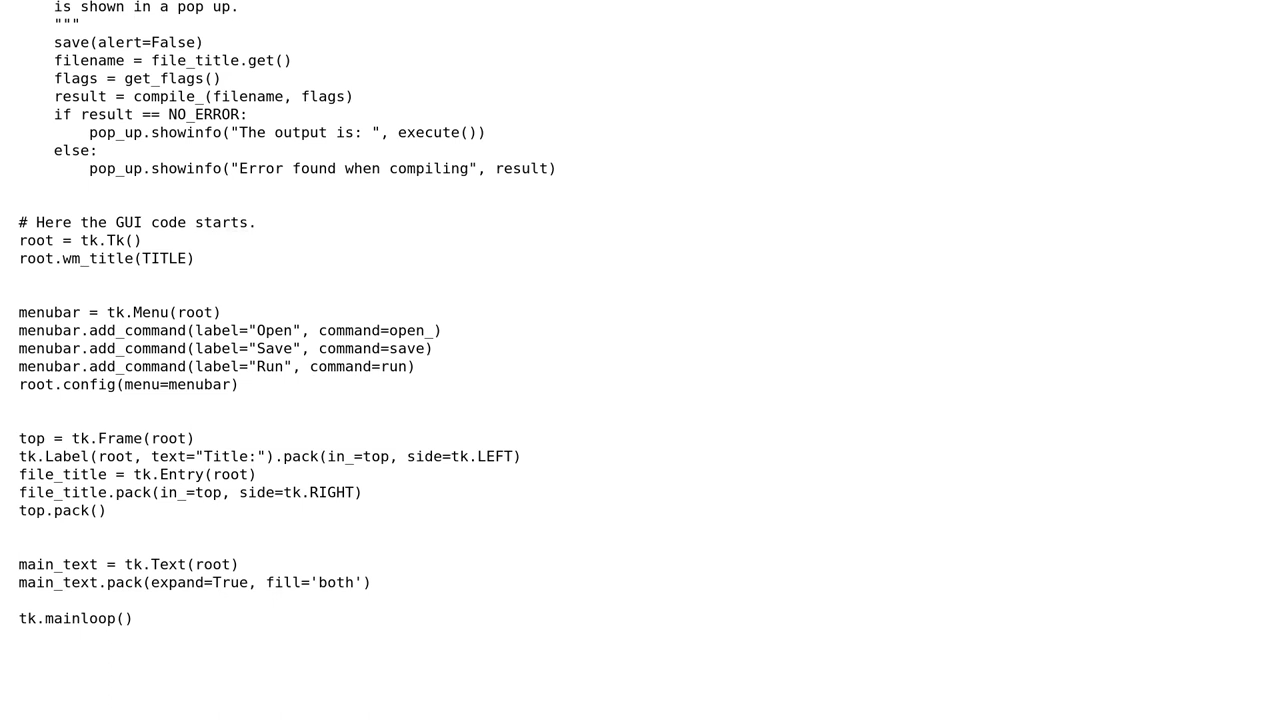 is shown in a pop up.
    """
    save(alert=False)
    filename = file_title.get()
    flags = get_flags()
    result = compile_(filename, flags)
    if result == NO_ERROR:
        pop_up.showinfo("The output is: ", execute())
    else:
        pop_up.showinfo("Error found when compiling", result)


# Here the GUI code starts.
root = tk.Tk()
root.wm_title(TITLE)


menubar = tk.Menu(root)
menubar.add_command(label="Open", command=open_)
menubar.add_command(label="Save", command=save)
menubar.add_command(label="Run", command=run)
root.config(menu=menubar)


top = tk.Frame(root)
tk.Label(root, text="Title:").pack(in_=top, side=tk.LEFT)
file_title = tk.Entry(root)
file_title.pack(in_=top, side=tk.RIGHT)
top.pack()


main_text = tk.Text(root)
main_text.pack(expand=True, fill='both')

tk.mainloop()